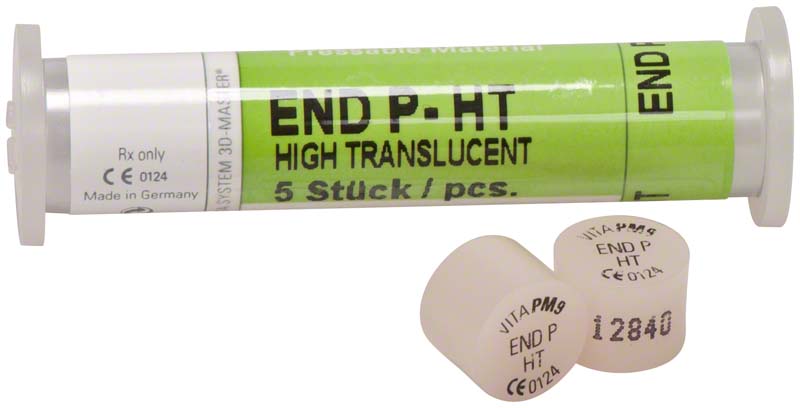 Pressable Material
END P- HT
HIGH TRANSLUCENT
5 Stück / pcs.
Rx only
CE 0124
Made in Germany
SYSTEM 3D-MASTER®
END P
VITA PM9
END P
HT
CE 0124
VITA PM9
END P
HT
CE 0124
12840